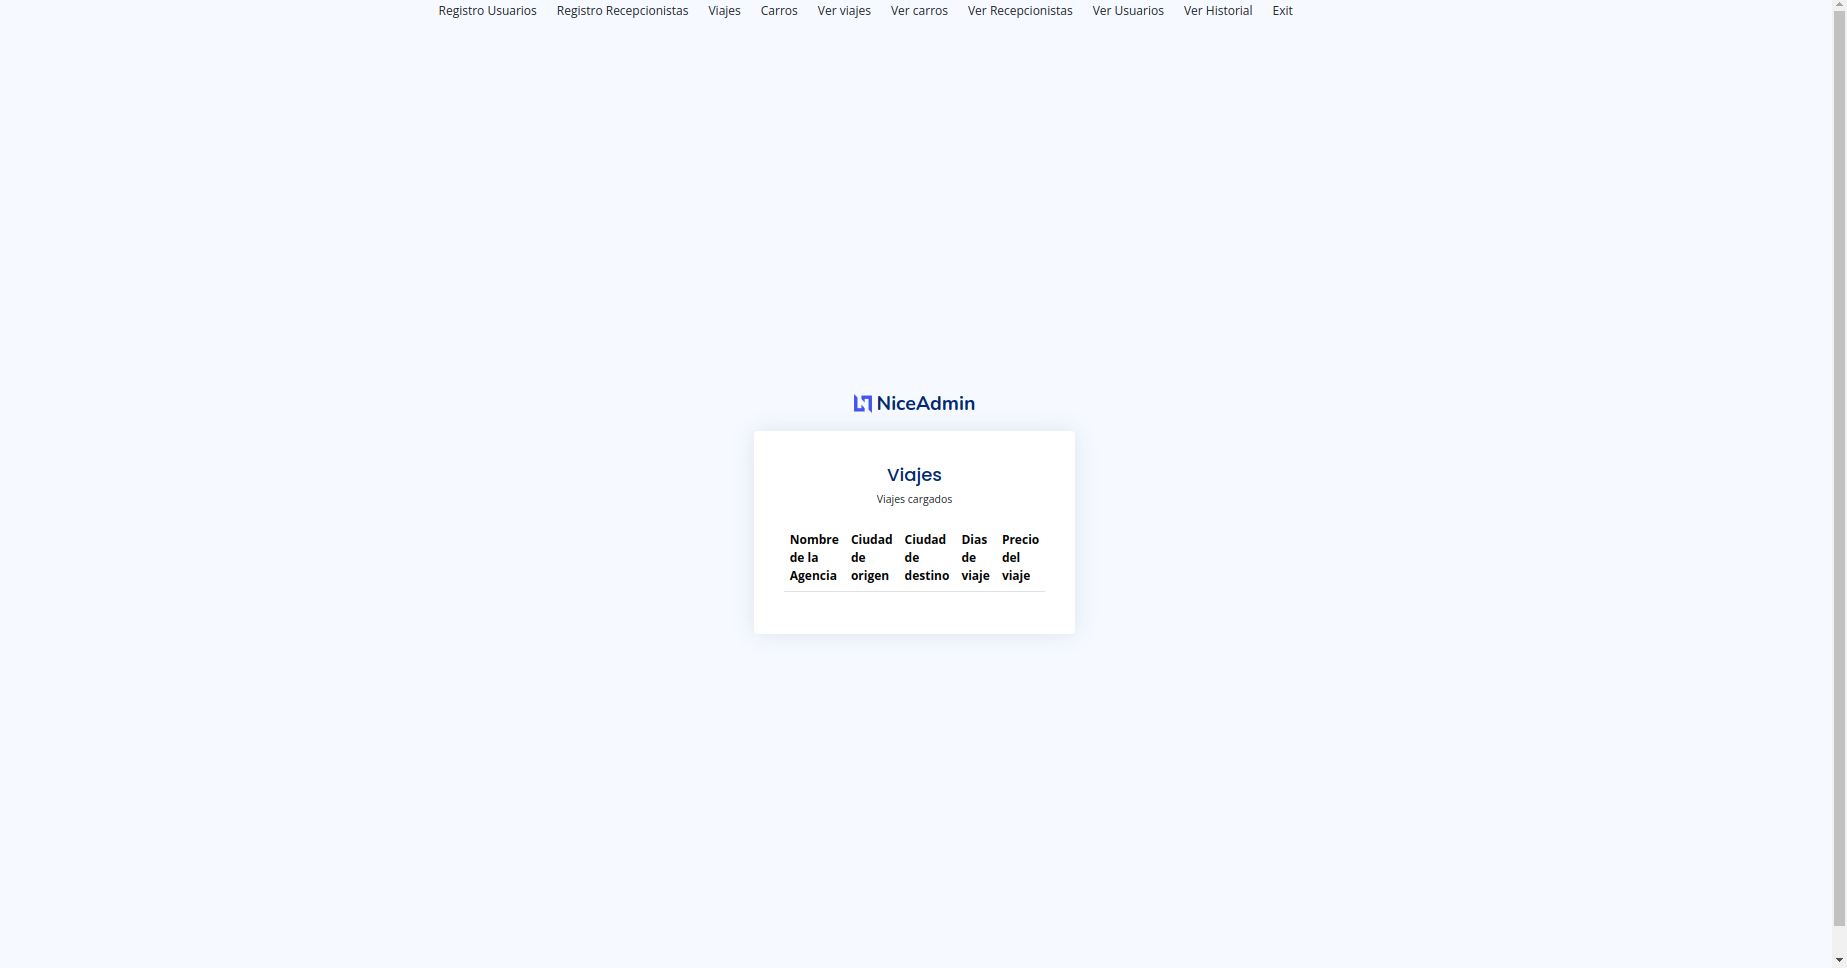 Registro Usuarios Registro Recepcionistas Viajes Carros Ver viajes Ver carros Ver Recepcionistas Ver Usuarios Ver Historial Exit
NiceAdmin
Viajes
Viajes cargados
Nombre de la Agencia Ciudad de origen Ciudad de destino Dias de viaje Precio del viaje